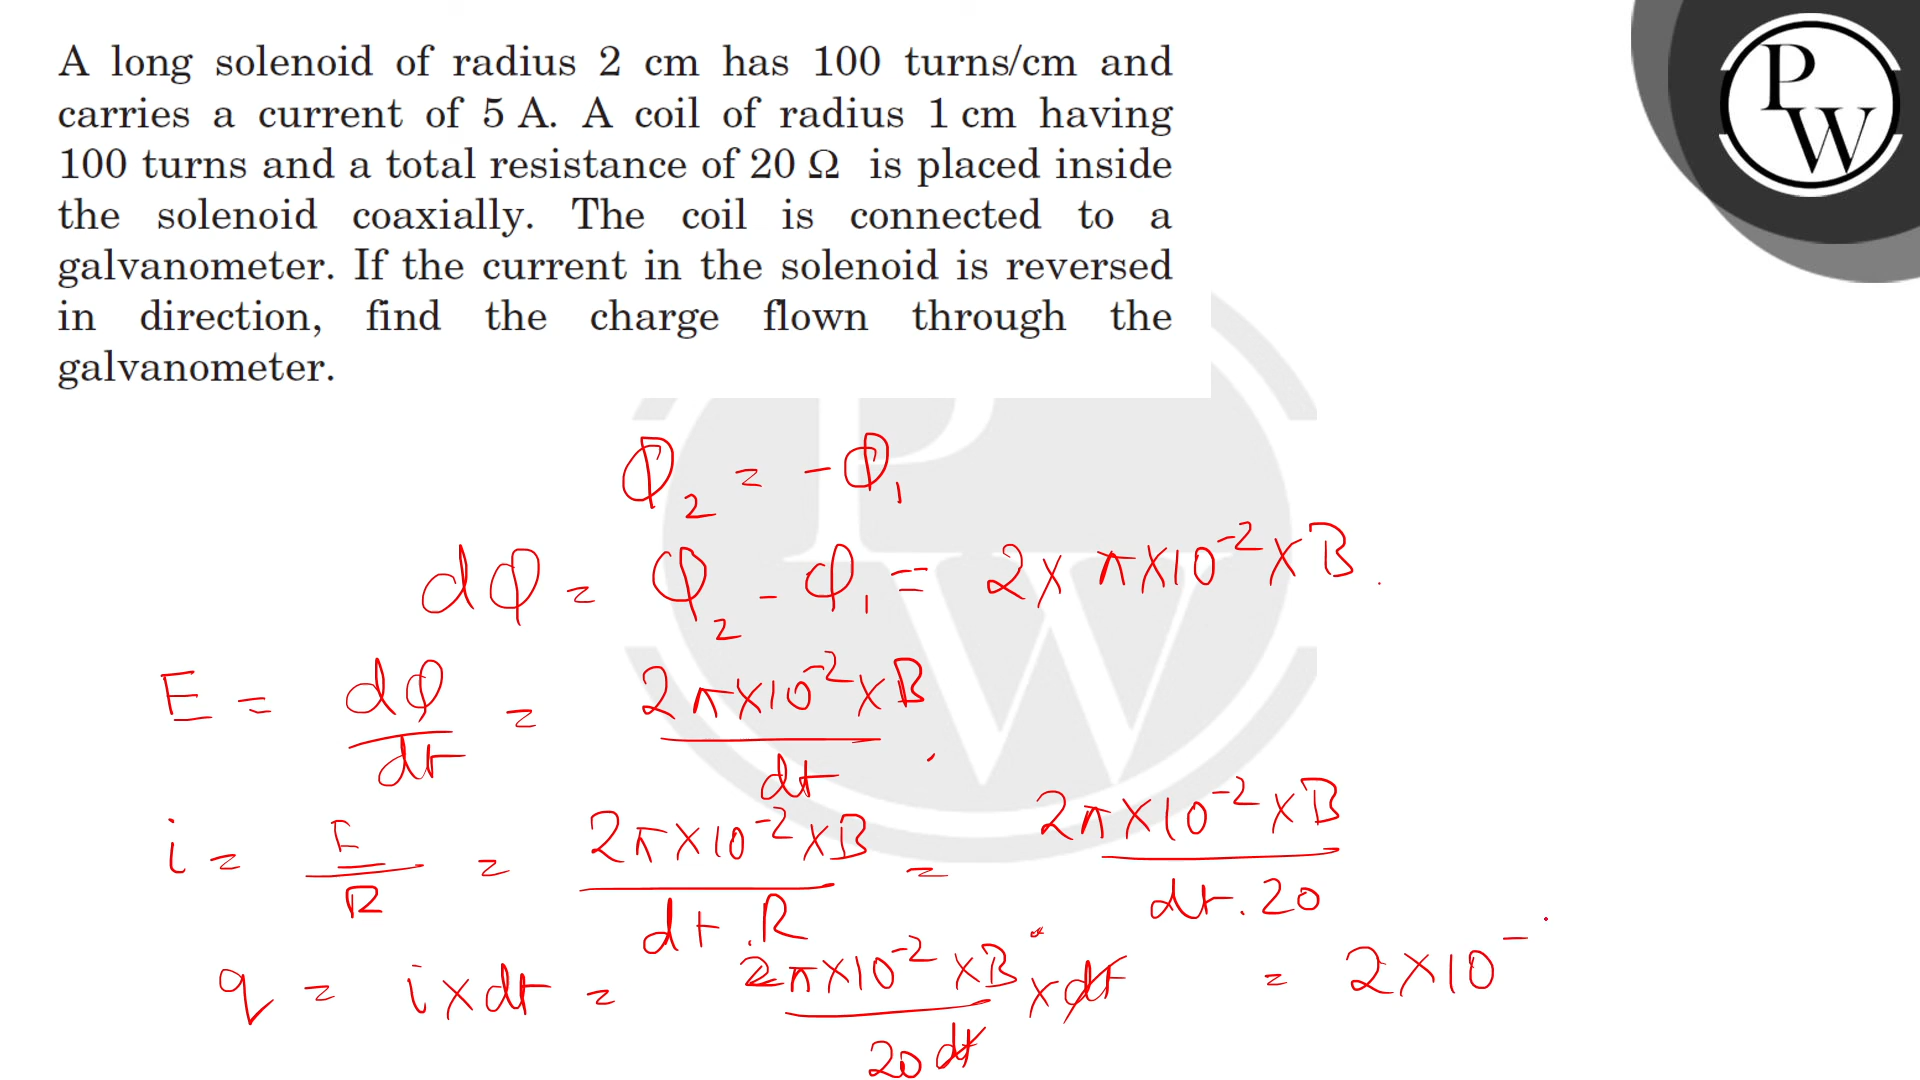 A long solenoid of radius 2 cm has 100 turns/cm and
carries a current of 5 A. A coil of radius 1 cm having
100 turns and a total resistance of 20 Ω is placed inside
the solenoid coaxially. The coil is connected to a
galvanometer. If the current in the solenoid is reversed
in direction, find the charge flown through the
galvanometer.
PW
ϕ₂ = -ϕ₁
dϕ = ϕ₂ - ϕ₁ = 2 × π × 10⁻² × B.
E = dϕ/dt = 2π × 10⁻² × B / dt
i = E/R = 2π × 10⁻² × B / dt.R = 2π × 10⁻² × B / dt.20
q = i × dt = 2π × 10⁻² × B / 20 dt × dt = 2 × 10⁻